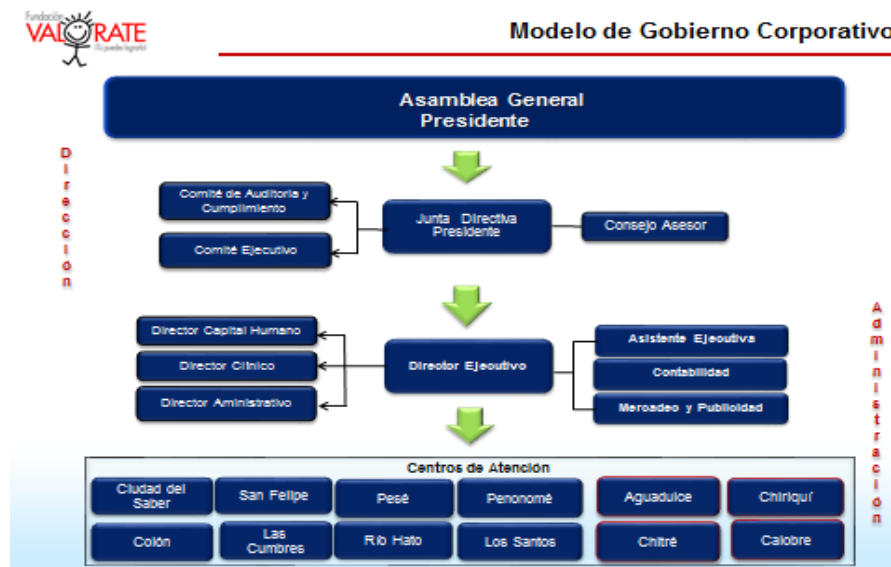 Fundación
VALORATE
¡Tú puedes lograrlo!
Modelo de Gobierno Corporativo
Asamblea General
Presidente
Dirección
Comité de Auditoria y
Cumplimiento
Junta Directiva
Presidente
Consejo Asesor
Comité Ejecutivo
Director Capital Humano
Director Clínico
Director Aministrativo
Director Ejecutivo
Asistente Ejecutiva
Contabilidad
Mercadeo y Publicidad
Administración
Centros de Atención
Ciudad del
Saber
San Felipe
Pesé
Penonomé
Aguadulce
Chiriquí
Colón
Las
Cumbres
Río Hato
Los Santos
Chitré
Calobre